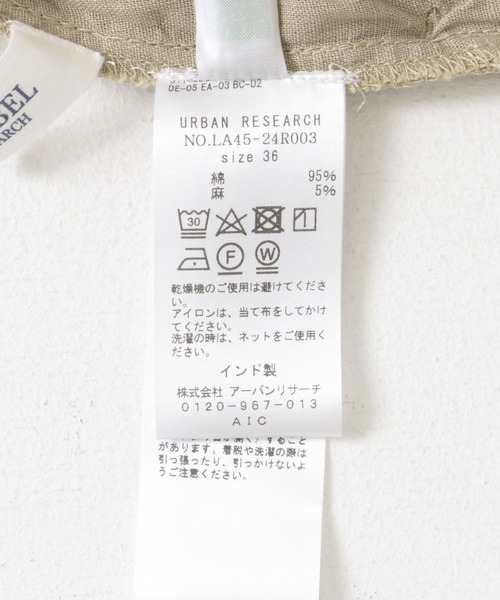 DE-05 EA-03 BC-02
URBAN RESEARCH
NO.LA45-24R003
size 36
綿 95%
麻 5%
30
F W
乾燥機のご使用は避けてくださ
い。
アイロンは、当て布をしてかけ
てください。
洗濯の時は、ネットをご使用く
ださい。
インド製
株式会社 アーバンリサーチ
0120-967-013
AIC
があります。着脱や洗濯の際は
引っ張ったり、引っかけないよ
うご注意ください。